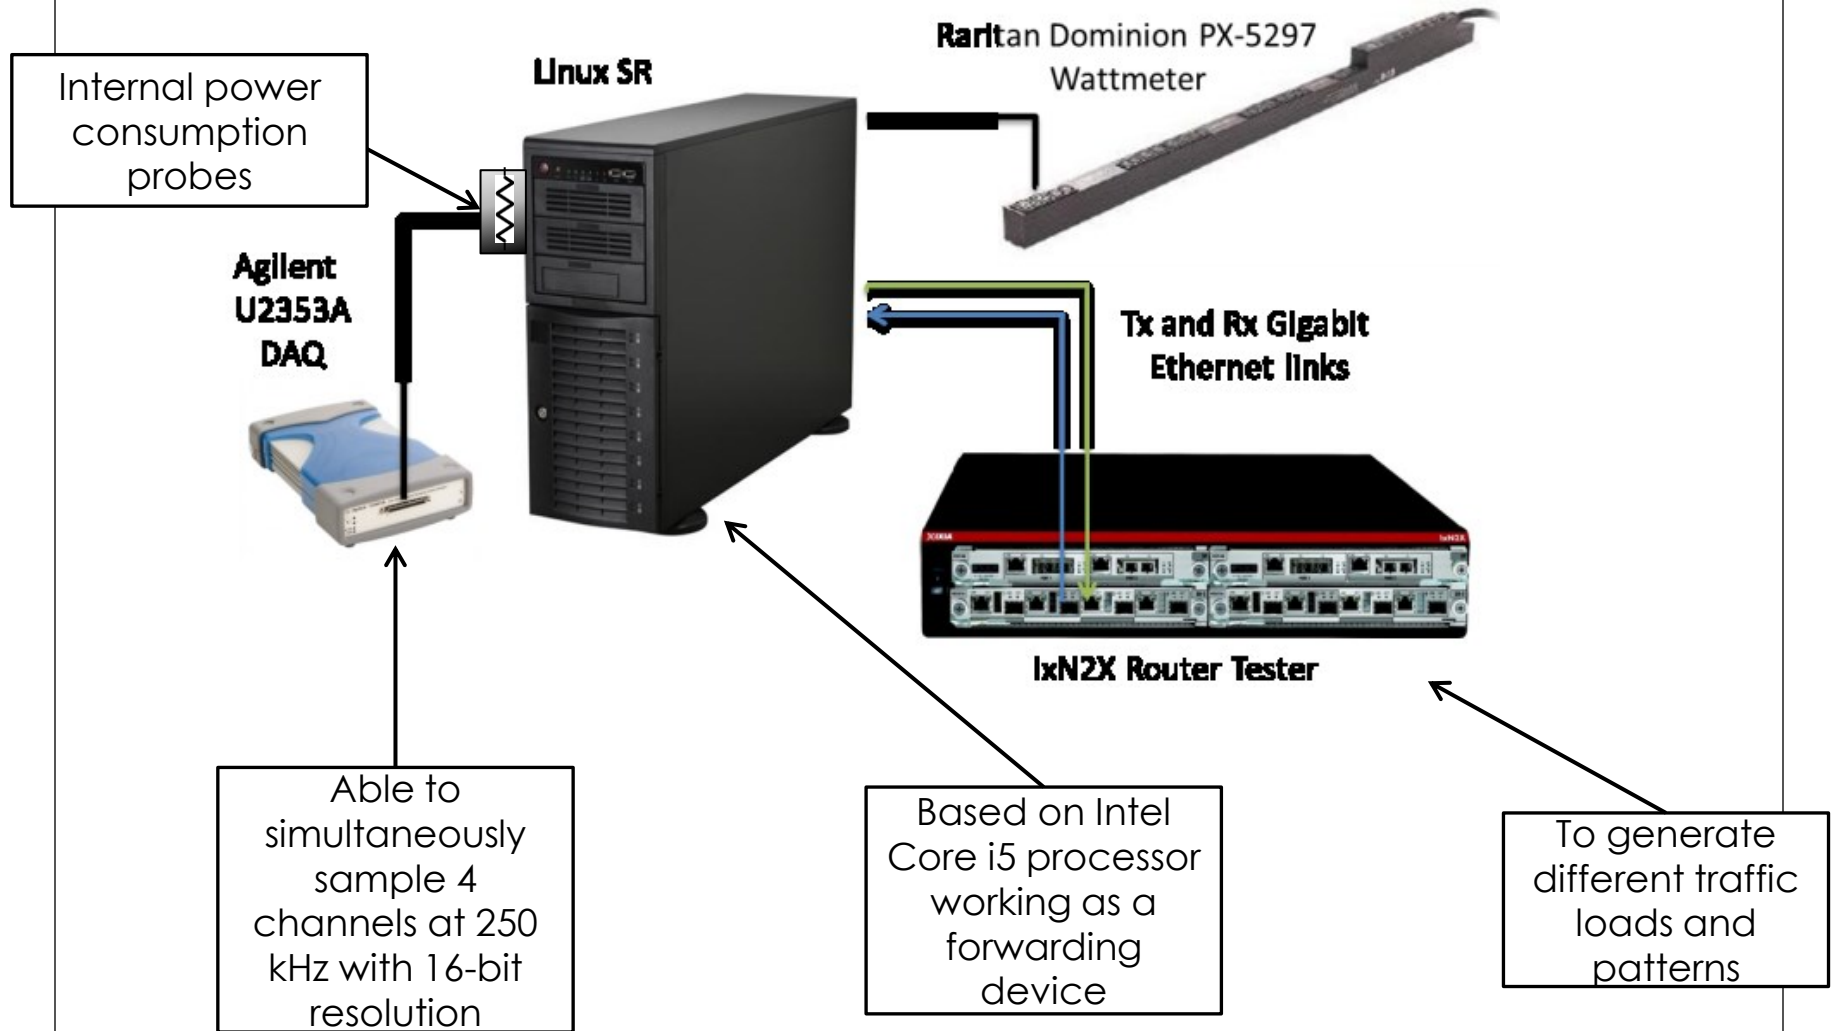 Raritan Dominion PX-5297
Wattmeter
Linux SR
Internal power
consumption
probes
Agilent
U2353A
DAQ
Tx and Rx Gigabit
Ethernet links
IXIA
IxN2X
IxN2X Router Tester
Able to
simultaneously
sample 4
channels at 250
kHz with 16-bit
resolution
Based on Intel
Core i5 processor
working as a
forwarding
device
To generate
different traffic
loads and
patterns